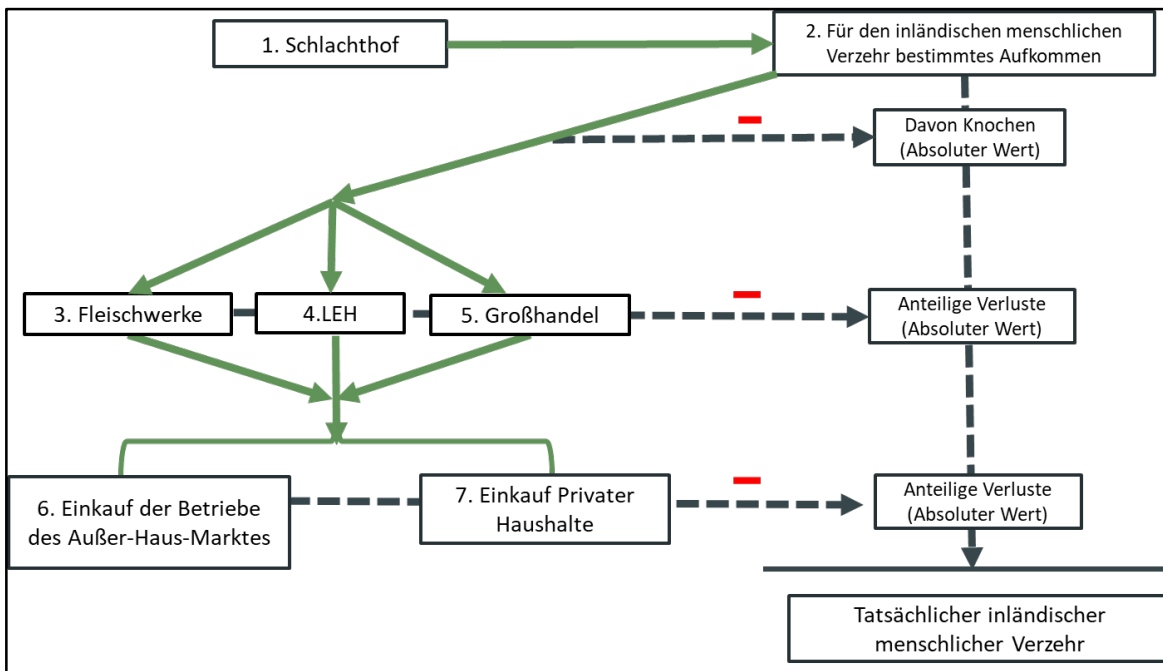 1. Schlachthof
2. Für den inländischen menschlichen
Verzehr bestimmtes Aufkommen
Davon Knochen
(Absoluter Wert)
3. Fleischwerke
4.LEH
5. Großhandel
Anteilige Verluste
(Absoluter Wert)
6. Einkauf der Betriebe
des Außer-Haus-Marktes
7. Einkauf Privater
Haushalte
Anteilige Verluste
(Absoluter Wert)
Tatsächlicher inländischer
menschlicher Verzehr